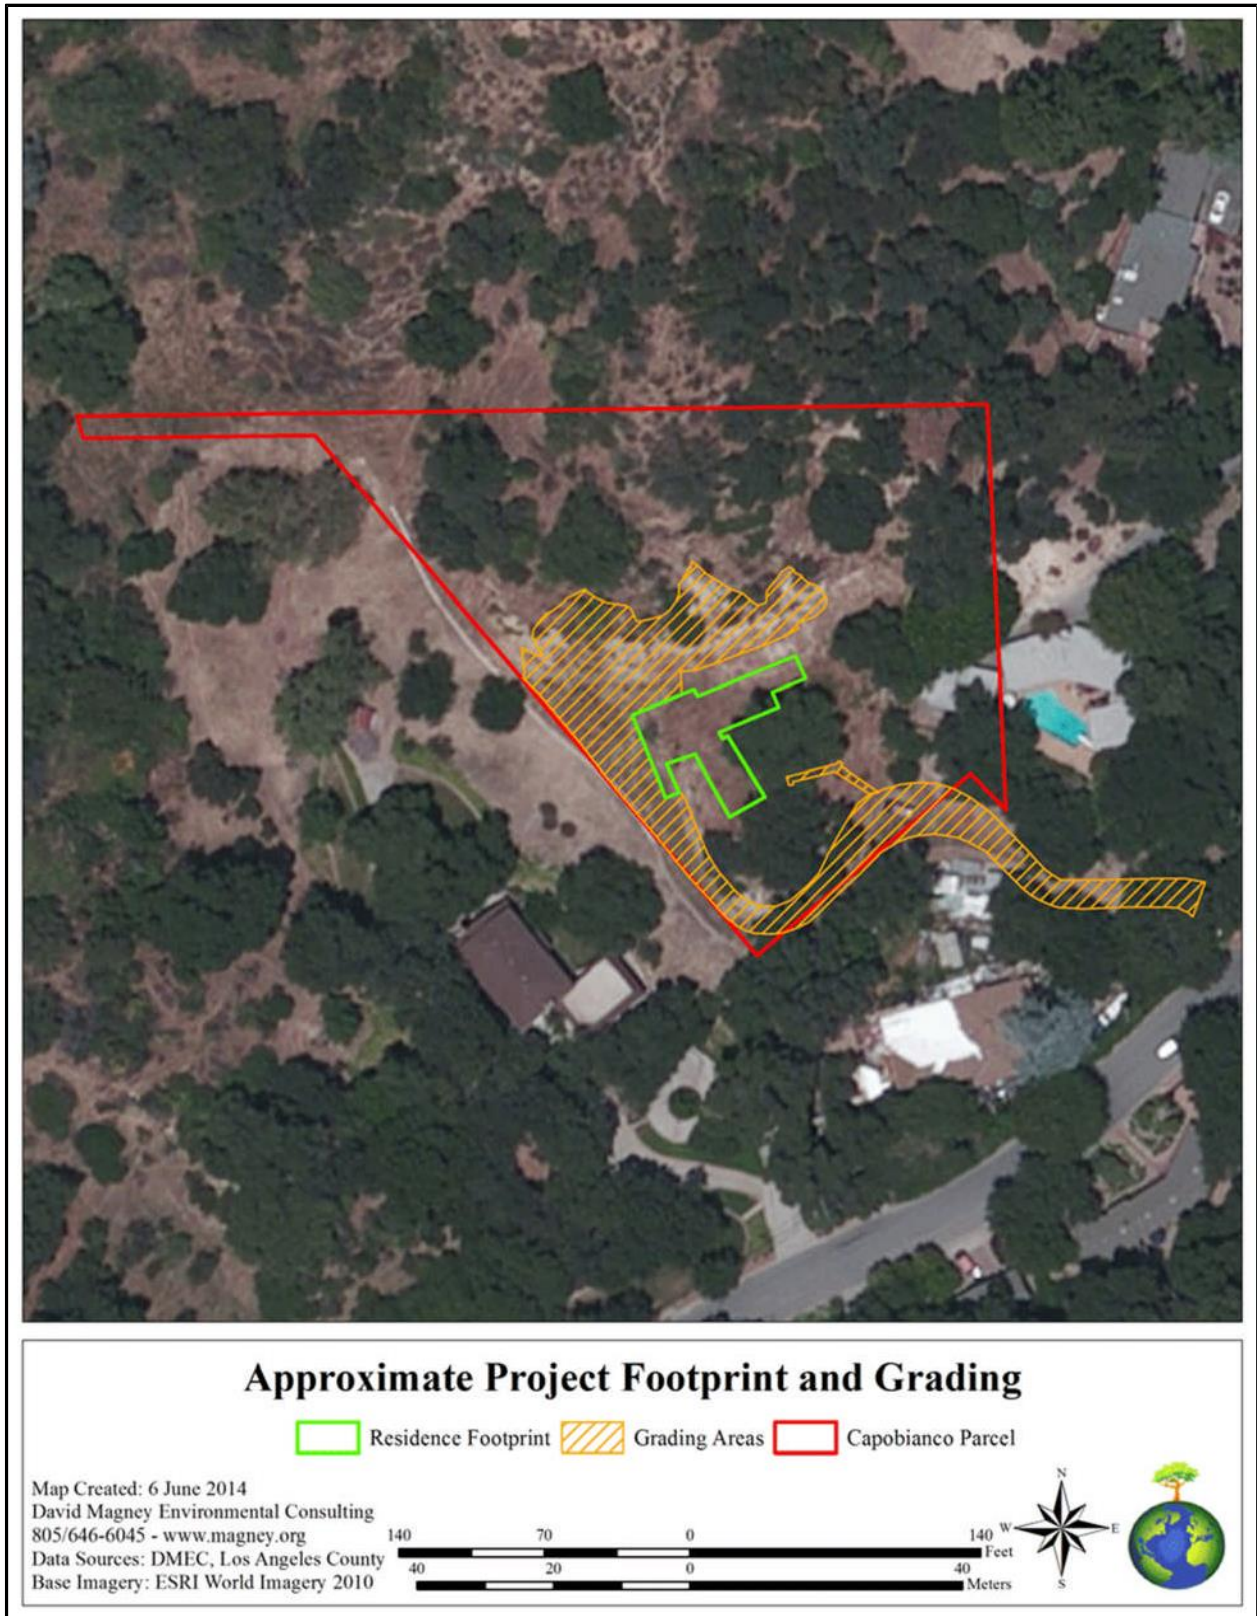 Approximate Project Footprint and Grading
Residence Footprint Grading Areas Capobianco Parcel
Map Created: 6 June 2014
David Magney Environmental Consulting
805/646-6045 - www.magney.org
Data Sources: DMEC, Los Angeles County
Base Imagery: ESRI World Imagery 2010
140 70 0 140
Feet
40 20 0 40
Meters
N
W E
S